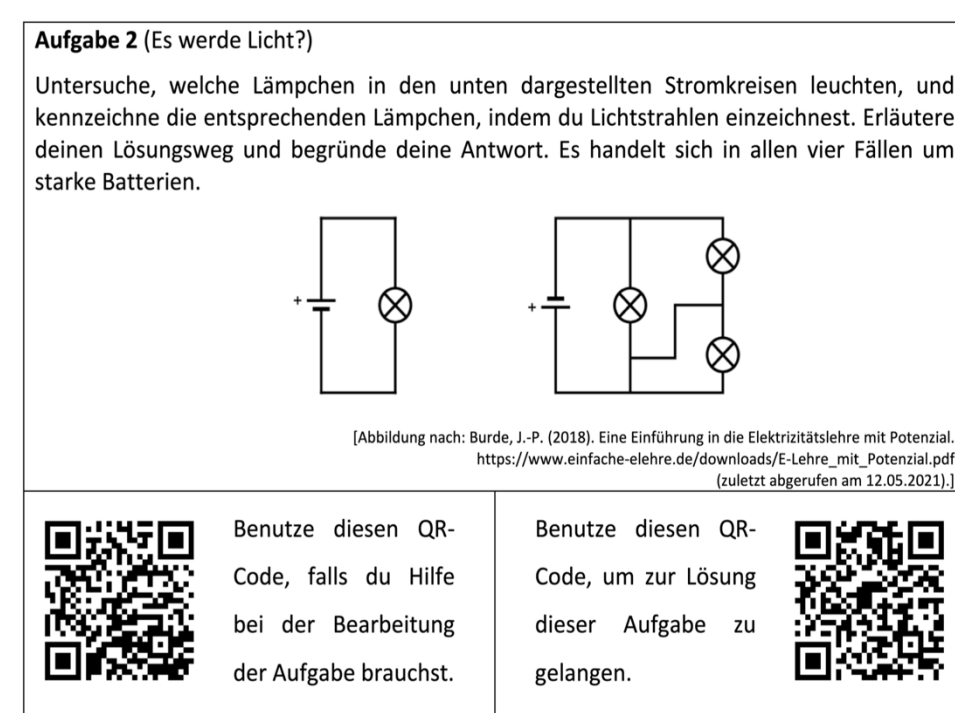 Aufgabe 2 (Es werde Licht?)
Untersuche, welche Lämpchen in den unten dargestellten Stromkreisen leuchten, und
kennzeichne die entsprechenden Lämpchen, indem du Lichtstrahlen einzeichnest. Erläutere
deinen Lösungsweg und begründe deine Antwort. Es handelt sich in allen vier Fällen um
starke Batterien.
+
+
[Abbildung nach: Burde, J.-P. (2018). Eine Einführung in die Elektrizitätslehre mit Potenzial.
https://www.einfache-elehre.de/downloads/E-Lehre_mit_Potenzial.pdf
(zuletzt abgerufen am 12.05.2021).]
Benutze diesen QR-
Code, falls du Hilfe
bei der Bearbeitung
der Aufgabe brauchst.
Benutze diesen QR-
Code, um zur Lösung
dieser Aufgabe zu
gelangen.